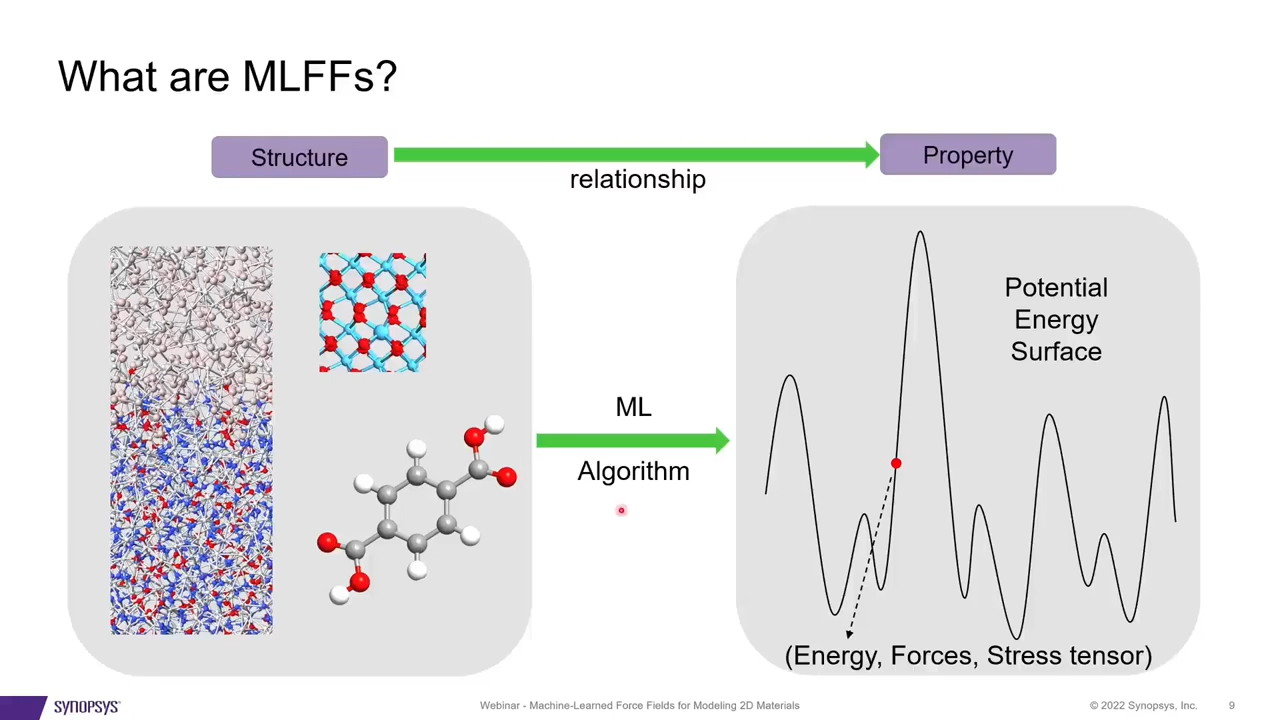 What are MLFFs?
Structure
Property
relationship
Potential
Energy
Surface
ML
Algorithm
(Energy, Forces, Stress tensor)
SYNOPSYS
Webinar - Machine-Learned Force Fields for Modeling 2D Materials
© 2022 Synopsys, Inc.
9